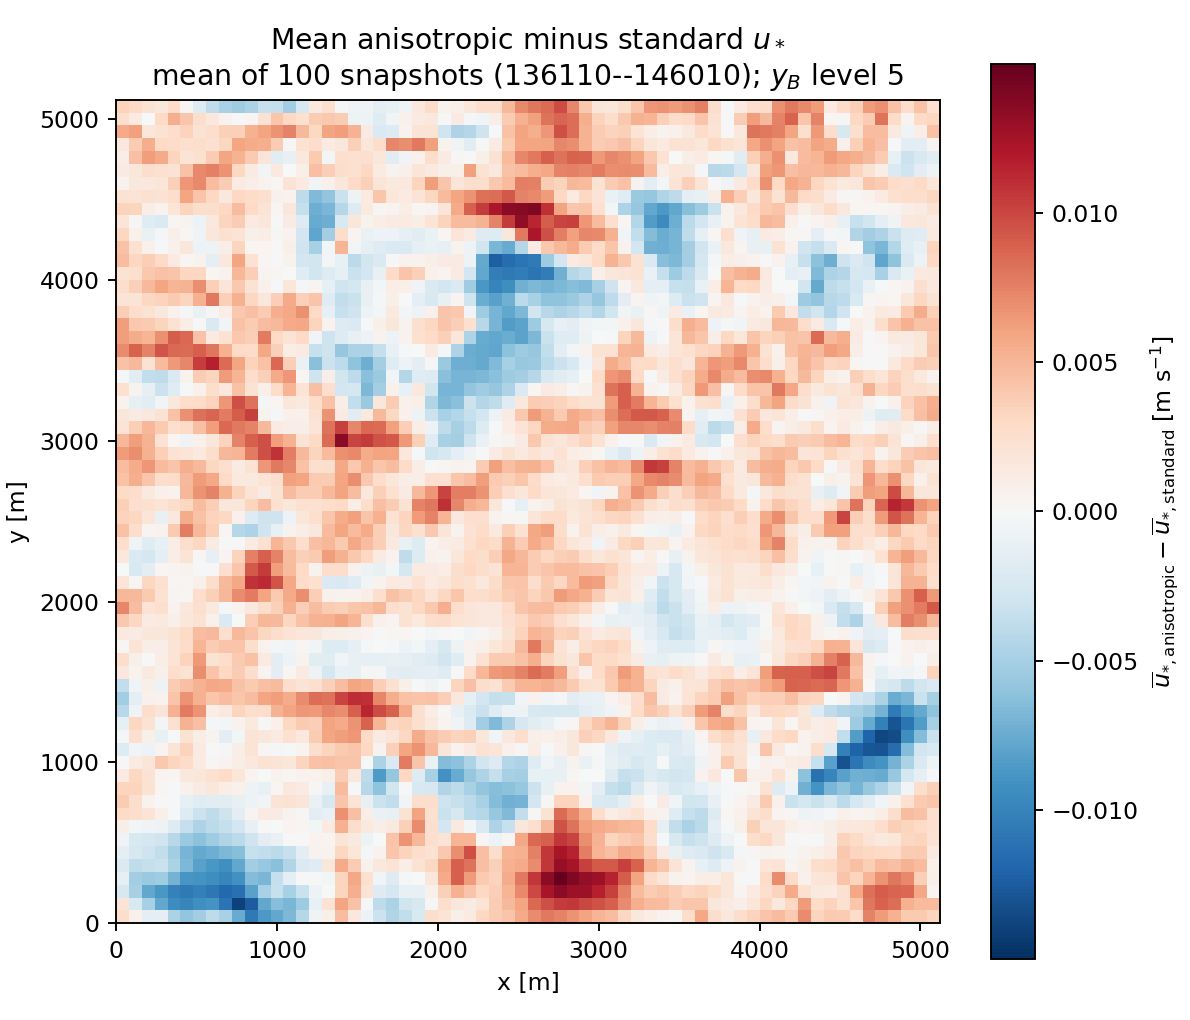 Mean anisotropic minus standard u*
mean of 100 snapshots (136110--146010); yB level 5
5000
4000
3000
2000
1000
0
y [m]
0 1000 2000 3000 4000 5000
x [m]
0.010
0.005
0.000
−0.005
−0.010
u̅*, anisotropic − u̅*, standard [m s⁻¹]